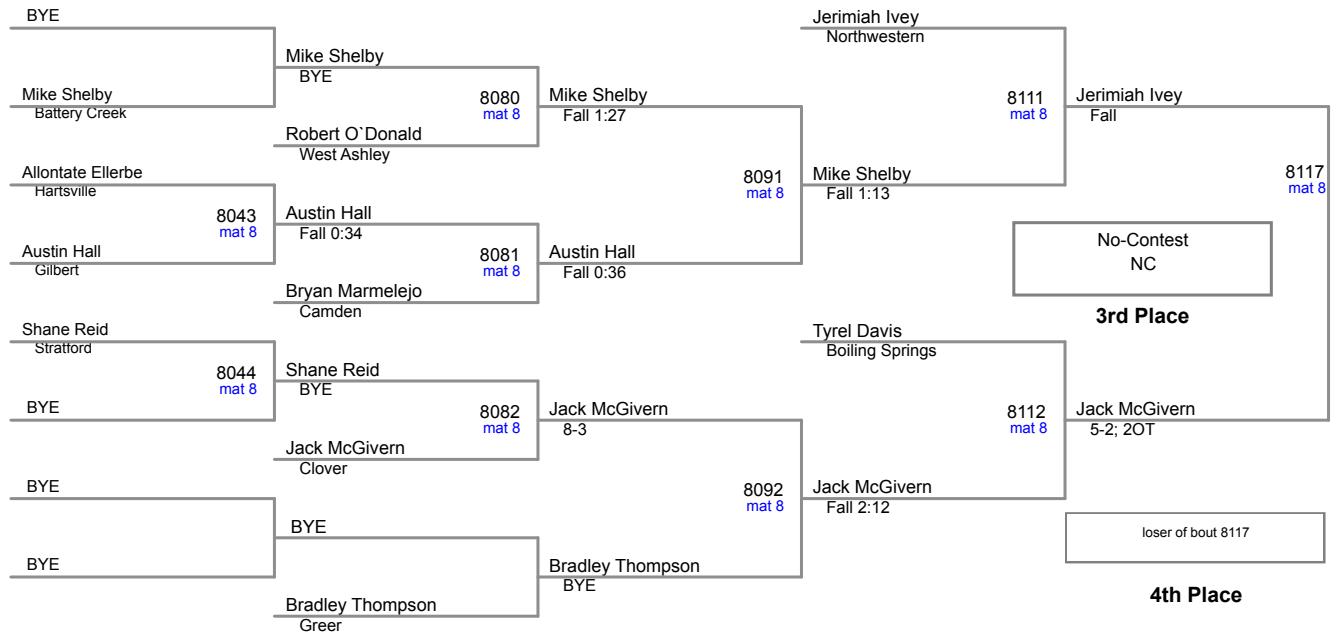 BYE
Mike Shelby
Battery Creek
Allontate Ellerbe
Hartsville
8043
mat 8
Austin Hall
Gilbert
Shane Reid
Stratford
8044
mat 8
BYE
BYE
BYE
Mike Shelby
BYE
8080
mat 8
Robert O`Donald
West Ashley
Austin Hall
Fall 0:34
8081
mat 8
Bryan Marmelejo
Camden
Shane Reid
BYE
8082
mat 8
Jack McGivern
Clover
BYE
Bradley Thompson
Greer
Mike Shelby
Fall 1:27
8091
mat 8
Austin Hall
Fall 0:36
Jack McGivern
8-3
8092
mat 8
Bradley Thompson
BYE
Jerimiah Ivey
Northwestern
8111
mat 8
Mike Shelby
Fall 1:13
Tyrel Davis
Boiling Springs
8112
mat 8
Jack McGivern
Fall 2:12
Jerimiah Ivey
Fall
8117
mat 8
Jack McGivern
5-2; 2OT
No-Contest
NC
3rd Place
loser of bout 8117
4th Place